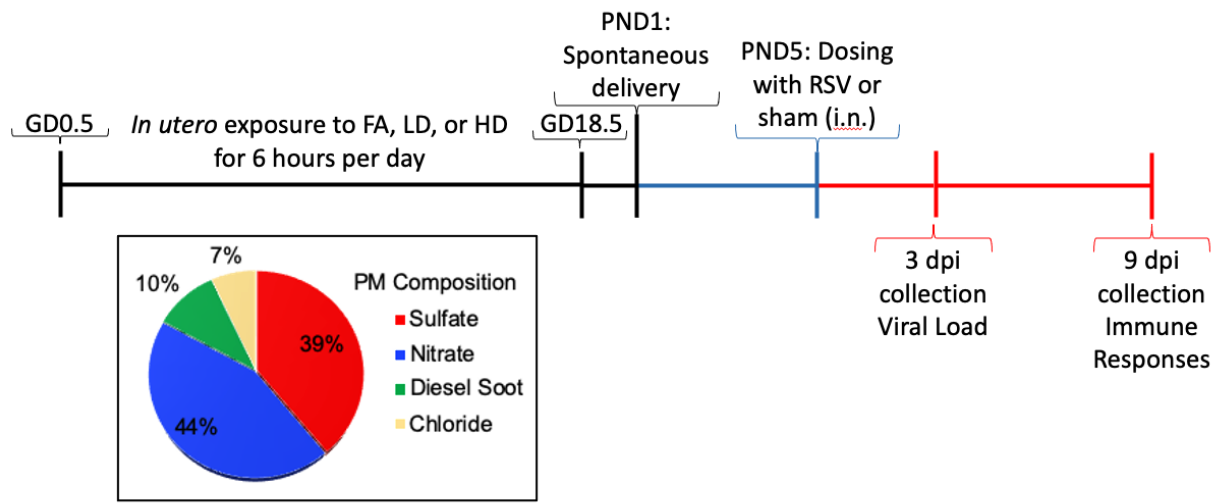 PND1:
Spontaneous
delivery
PND5: Dosing
with RSV or
sham (i.n.)
GD0.5
In utero exposure to FA, LD, or HD
for 6 hours per day
GD18.5
3 dpi
collection
Viral Load
9 dpi
collection
Immune
Responses
PM Composition
Sulfate
Nitrate
Diesel Soot
Chloride
7%
10%
39%
44%